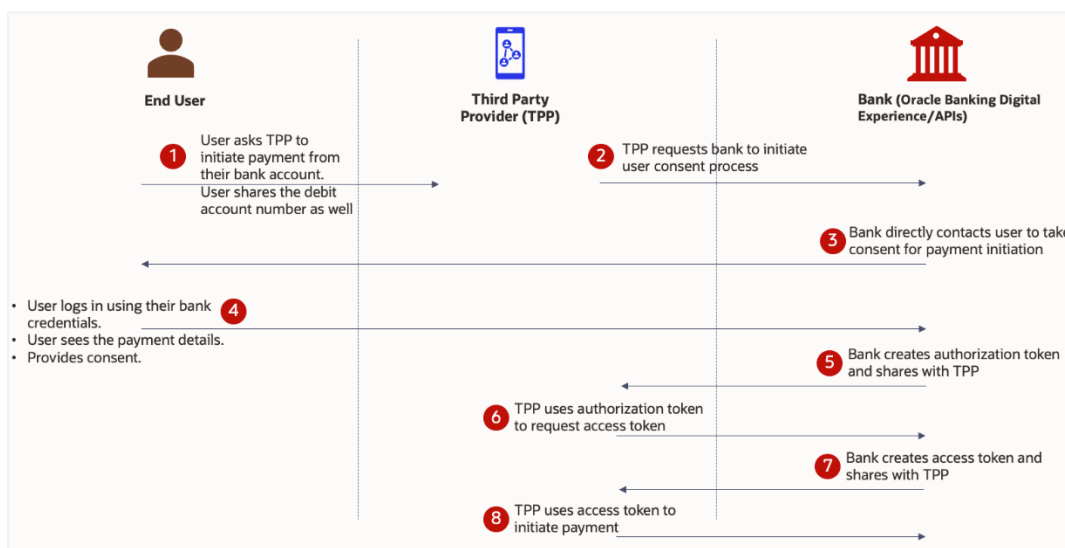 End User
Third Party
Provider (TPP)
Bank (Oracle Banking Digital
Experience/APIs)
1
User asks TPP to
initiate payment from
their bank account.
User shares the debit
account number as well
2
TPP requests bank to initiate
user consent process
3
Bank directly contacts user to take
consent for payment initiation
4
• User logs in using their bank
credentials.
• User sees the payment details.
• Provides consent.
5
Bank creates authorization token
and shares with TPP
6
TPP uses authorization token
to request access token
7
Bank creates access token and
shares with TPP
8
TPP uses access token to
initiate payment